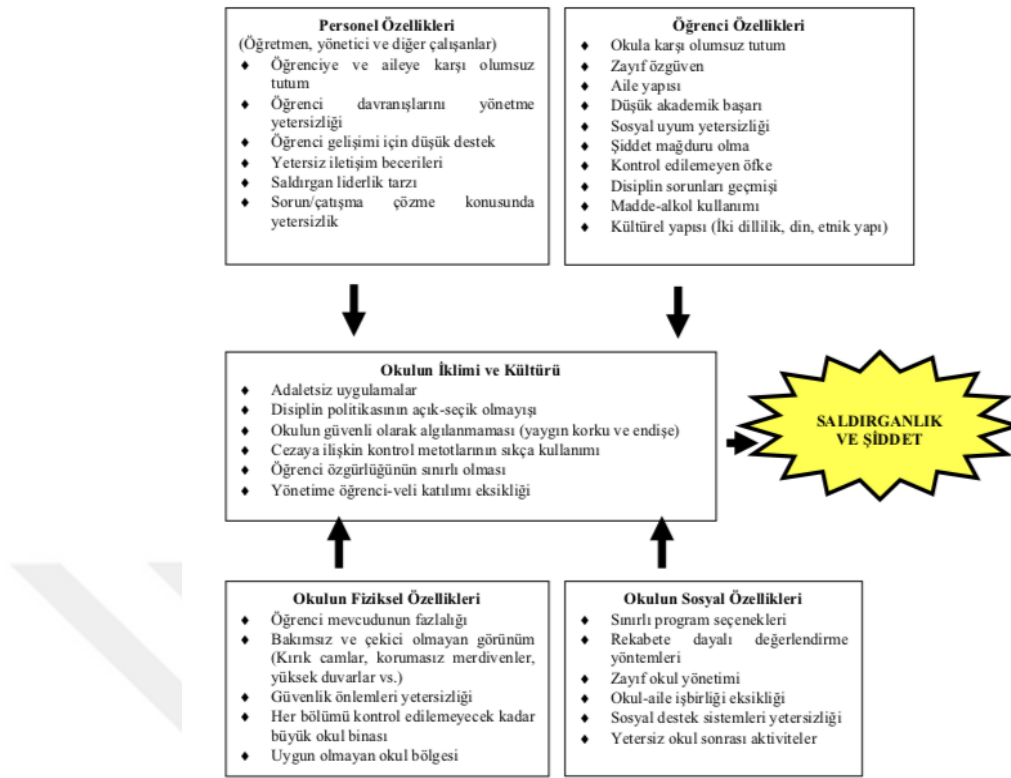 Personel Özellikleri
(Öğretmen, yönetici ve diğer çalışanlar)
♦ Öğrenciye ve aileye karşı olumsuz
tutum
♦ Öğrenci davranışlarını yönetme
yetersizliği
♦ Öğrenci gelişimi için düşük destek
♦ Yetersiz iletişim becerileri
♦ Saldırgan liderlik tarzı
♦ Sorun/çatışma çözme konusunda
yetersizlik
Öğrenci Özellikleri
♦ Okula karşı olumsuz tutum
♦ Zayıf özgüven
♦ Aile yapısı
♦ Düşük akademik başarı
♦ Sosyal uyum yetersizliği
♦ Şiddet mağduru olma
♦ Kontrol edilemeyen öfke
♦ Disiplin sorunları geçmişi
♦ Madde-alkol kullanımı
♦ Kültürel yapısı (İki dillilik, din, etnik yapı)
Okulun İklimi ve Kültürü
♦ Adaletsiz uygulamalar
♦ Disiplin politikasının açık-seçik olmayışı
♦ Okulun güvenli olarak algılanmaması (yaygın korku ve endişe)
♦ Cezaya ilişkin kontrol metotlarının sıkça kullanımı
♦ Öğrenci özgürlüğünün sınırlı olması
♦ Yönetime öğrenci-veli katılımı eksikliği
SALDIRGANLIK
VE ŞİDDET
Okulun Fiziksel Özellikleri
♦ Öğrenci mevcudunun fazlalığı
♦ Bakımsız ve çekici olmayan görünüm
(Kırık camlar, korumasız merdivenler,
yüksek duvarlar vs.)
♦ Güvenlik önlemleri yetersizliği
♦ Her bölümü kontrol edilemeyecek kadar
büyük okul binası
♦ Uygun olmayan okul bölgesi
Okulun Sosyal Özellikleri
♦ Sınırlı program seçenekleri
♦ Rekabete dayalı değerlendirme
yöntemleri
♦ Zayıf okul yönetimi
♦ Okul-aile işbirliği eksikliği
♦ Sosyal destek sistemleri yetersizliği
♦ Yetersiz okul sonrası aktiviteler